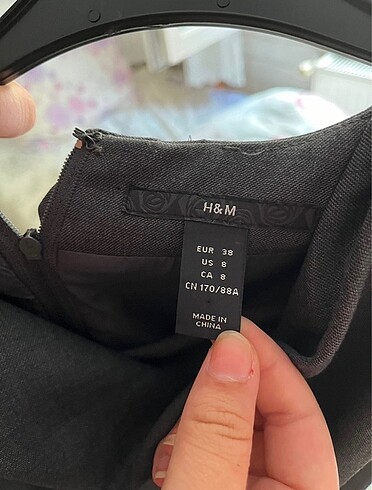 H&M
EUR 38
US 8
CA 8
CN 170/88A
MADE IN
CHINA